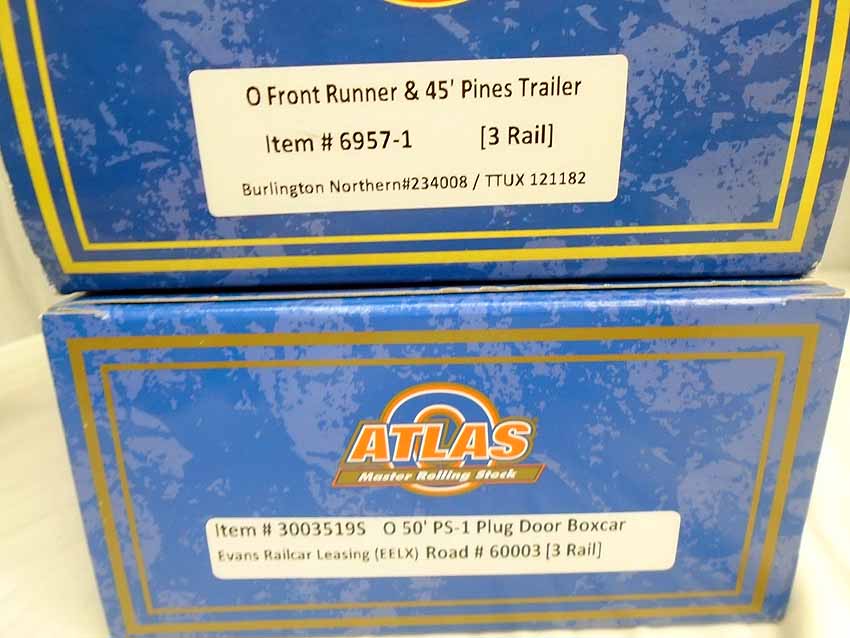 O Front Runner & 45' Pines Trailer
Item # 6957-1 [3 Rail]
Burlington Northern#234008 / TTUX 121182
ATLAS
O
Master Rolling Stock
Item # 3003519S O 50' PS-1 Plug Door Boxcar
Evans Railcar Leasing (EELX) Road # 60003 [3 Rail]